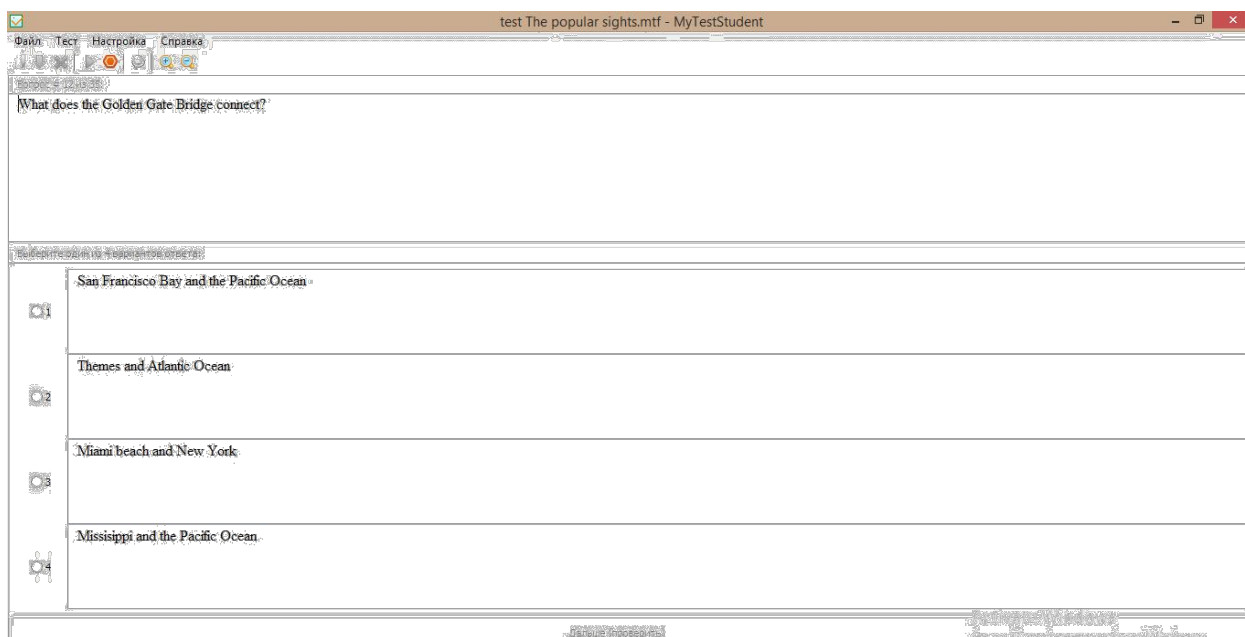 test The popular sights.mtf - MyTestStudent
Файл Тест Настройка Справка
What does the Golden Gate Bridge connect?
Выберите один из 4 вариантов ответа:
San Francisco Bay and the Pacific Ocean
1
Themes and Atlantic Ocean
2
Miami beach and New York
3
Missisippi and the Pacific Ocean
4
Дальше (проверить)